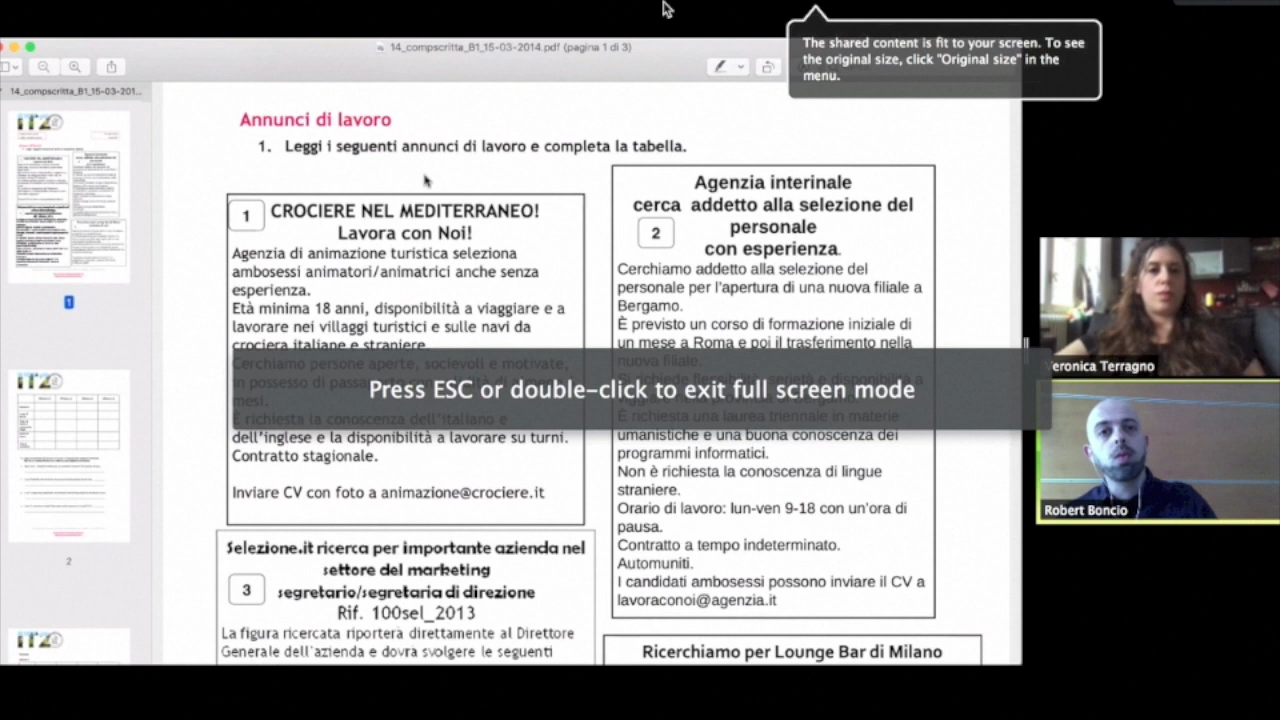 The shared content is fit to your screen. To see
the original size, click "Original size" in the
menu.
14_compscritta_B1_15-03-2014.pdf (pagina 1 di 3)
14_compscritta_B1_15-03-201...
Annunci di lavoro
1. Leggi i seguenti annunci di lavoro e completa la tabella.
1
CROCIERE NEL MEDITERRANEO!
Lavora con Noi!
Agenzia di animazione turistica seleziona
ambosessi animatori/animatrici anche senza
esperienza.
Età minima 18 anni, disponibilità a viaggiare e a
lavorare nei villaggi turistici e sulle navi da
crociera italiane e straniere.
Cerchiamo persone aperte, socievoli e motivate,
in possesso di
mesi.
È richiesta la conoscenza dell'italiano e
dell'inglese e la disponibilità a lavorare su turni.
Contratto stagionale.
Inviare CV con foto a animazione@crociere.it
Agenzia interinale
cerca addetto alla selezione del
personale
2
con esperienza.
Cerchiamo addetto alla selezione del
personale per l'apertura di una nuova filiale a
Bergamo.
È previsto un corso di formazione iniziale di
un mese a Roma e poi il trasferimento nella
nuova filiale.
È richiesta una laurea triennale in materie
umanistiche e una buona conoscenza dei
programmi informatici.
Non è richiesta la conoscenza di lingue
straniere.
Orario di lavoro: lun-ven 9-18 con un'ora di
pausa.
Contratto a tempo indeterminato.
Automuniti.
I candidati ambosessi possono inviare il CV a
lavoraconoi@agenzia.it
Press ESC or double-click to exit full screen mode
Selezione.it ricerca per importante azienda nel
settore del marketing
3
segretario/segretaria di direzione
Rif. 100sel_2013
La figura ricercata riporterà direttamente al Direttore
Generale dell'azienda e dovra svolgere le seguenti
Ricerchiamo per Lounge Bar di Milano
1
2
Veronica Terragno
Robert Boncio